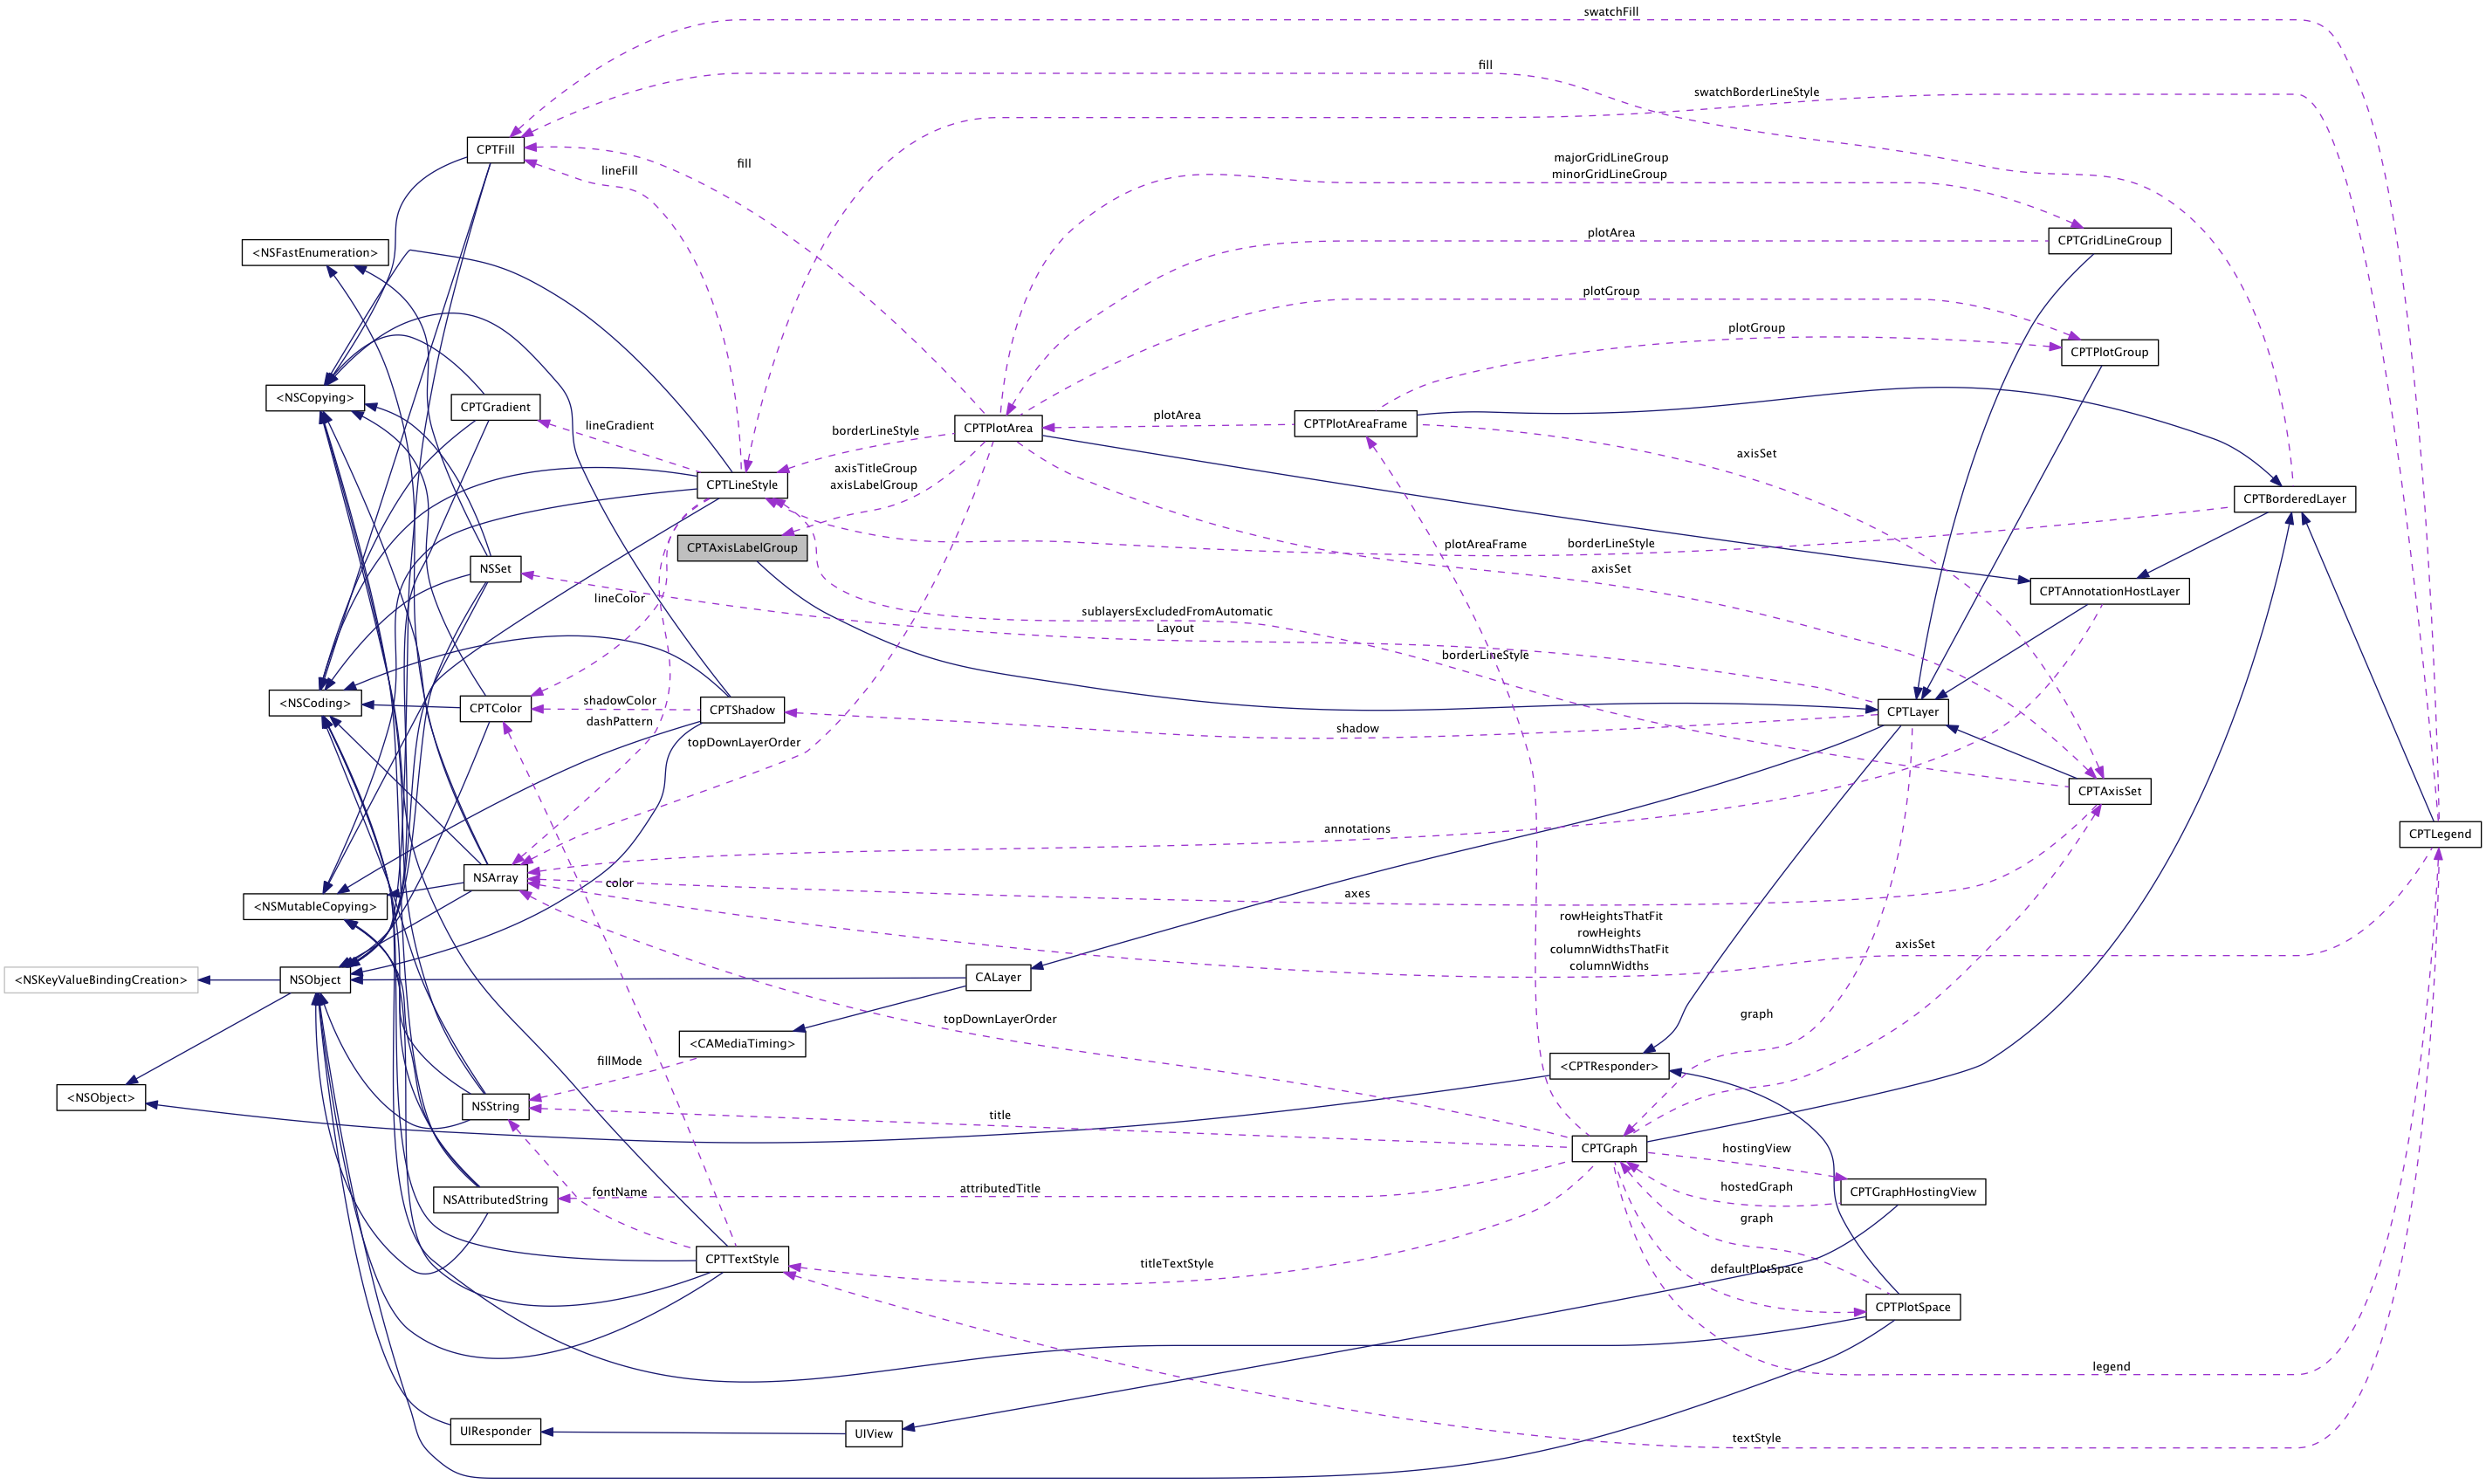 swatchFill
fill
swatchBorderLineStyle
CPTFill
fill
lineFill
majorGridLineGroup
minorGridLineGroup
<NSFastEnumeration>
plotArea
CPTGridLineGroup
plotGroup
plotGroup
CPTPlotGroup
<NSCopying>
CPTGradient
lineGradient
borderLineStyle
CPTPlotArea
plotArea
CPTPlotAreaFrame
axisSet
axisTitleGroup
axisLabelGroup
CPTLineStyle
CPTBorderedLayer
CPTAxisLabelGroup
plotAreaFrame
borderLineStyle
NSSet
axisSet
lineColor
sublayersExcludedFromAutomatic
Layout
CPTAnnotationHostLayer
borderLineStyle
<NSCoding>
CPTColor
shadowColor
dashPattern
CPTShadow
topDownLayerOrder
shadow
CPTLayer
CPTAxisSet
annotations
CPTLegend
NSArray
color
axes
<NSMutableCopying>
rowHeightsThatFit
rowHeights
columnWidthsThatFit
columnWidths
axisSet
<NSKeyValueBindingCreation>
NSObject
CALayer
topDownLayerOrder
graph
<CAMediaTiming>
fillMode
<CPTResponder>
<NSObject>
NSString
title
CPTGraph
hostingView
NSAttributedString
fontName
attributedTitle
hostedGraph
CPTGraphHostingView
graph
CPTTextStyle
titleTextStyle
defaultPlotSpace
CPTPlotSpace
legend
UIResponder
UIView
textStyle